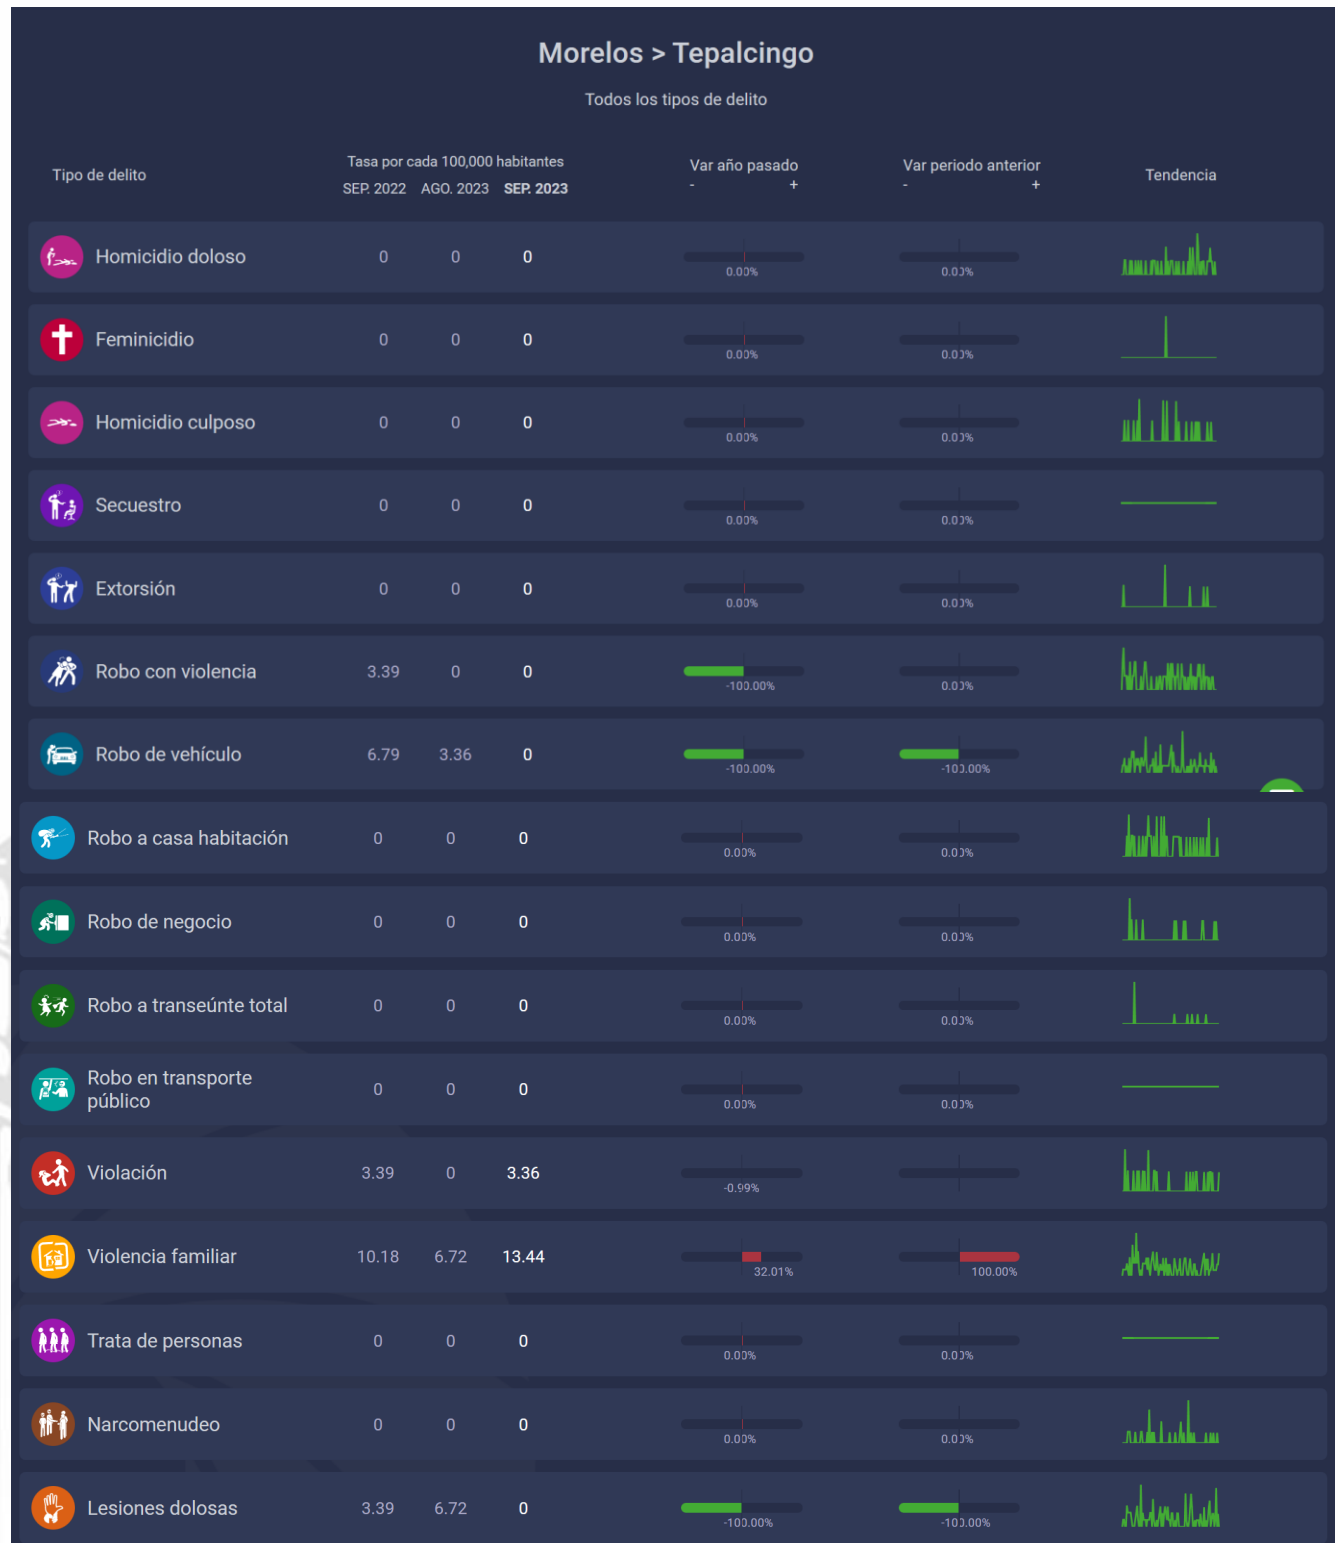 Morelos > Tepalcingo
Todos los tipos de delito
Tipo de delito
Tasa por cada 100,000 habitantes
SEP. 2022 AGO. 2023 SEP. 2023
Var año pasado
- +
Var periodo anterior
- +
Tendencia
Homicidio doloso 0 0 0 0.00% 0.00%
Feminicidio 0 0 0 0.00% 0.00%
Homicidio culposo 0 0 0 0.00% 0.00%
Secuestro 0 0 0 0.00% 0.00%
Extorsión 0 0 0 0.00% 0.00%
Robo con violencia 3.39 0 0 -100.00% 0.00%
Robo de vehículo 6.79 3.36 0 -100.00% -100.00%
Robo a casa habitación 0 0 0 0.00% 0.00%
Robo de negocio 0 0 0 0.00% 0.00%
Robo a transeúnte total 0 0 0 0.00% 0.00%
Robo en transporte
público 0 0 0 0.00% 0.00%
Violación 3.39 0 3.36 -0.99%
Violencia familiar 10.18 6.72 13.44 32.01% 100.00%
Trata de personas 0 0 0 0.00% 0.00%
Narcomenudeo 0 0 0 0.00% 0.00%
Lesiones dolosas 3.39 6.72 0 -100.00% -100.00%